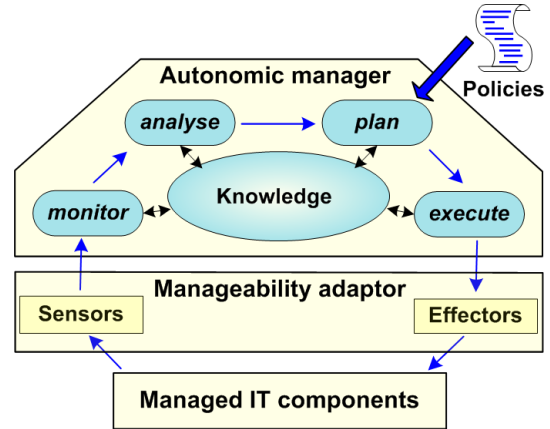 Policies
Autonomic manager
analyse
plan
Knowledge
monitor
execute
Manageability adaptor
Sensors
Effectors
Managed IT components